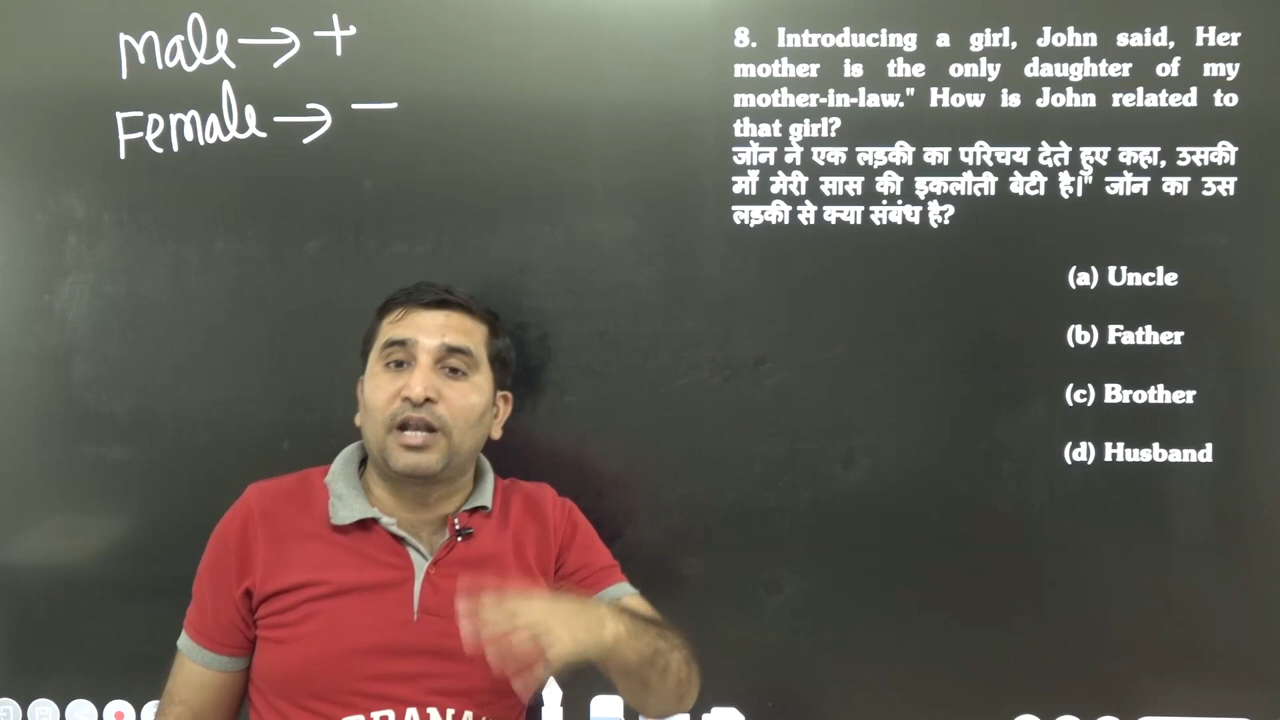 Male → +
Female → −
8. Introducing a girl, John said, Her
mother is the only daughter of my
mother-in-law." How is John related to
that girl?
जॉन ने एक लड़की का परिचय देते हुए कहा, उसकी
माँ मेरी सास की इकलौती बेटी है।" जॉन का उस
लड़की से क्या संबंध है?
(a) Uncle
(b) Father
(c) Brother
(d) Husband